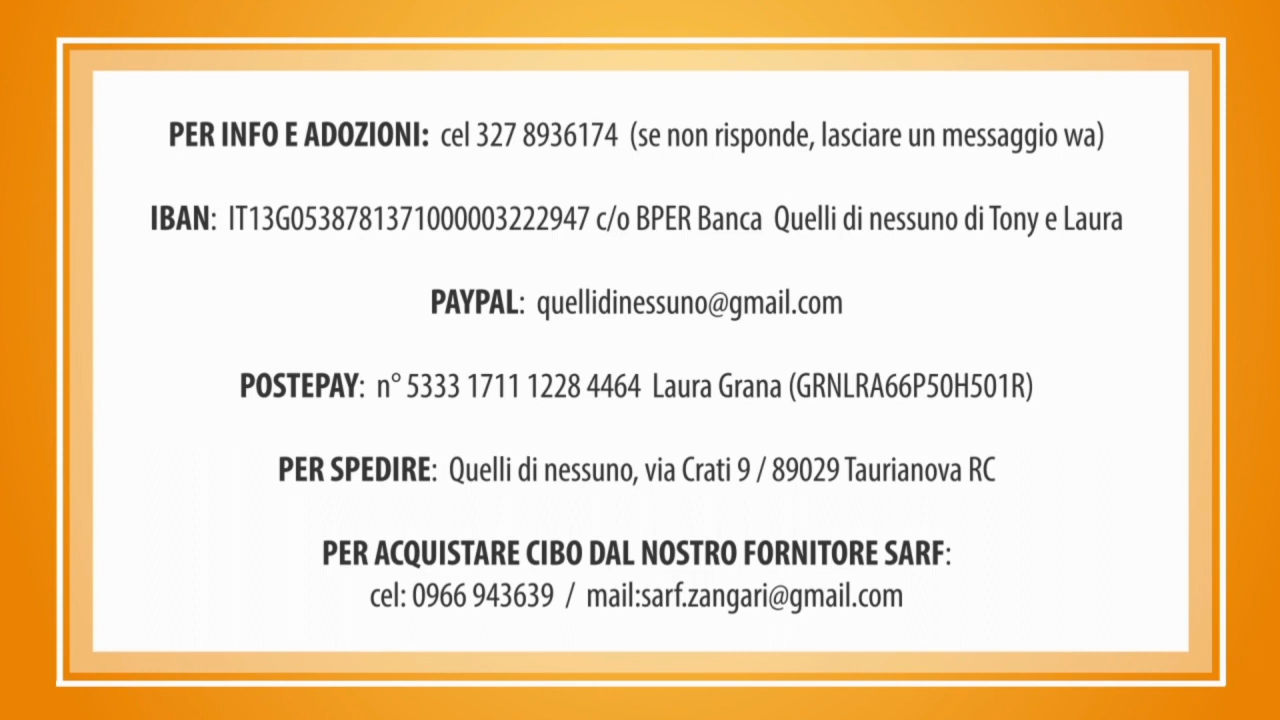 PER INFO E ADOZIONI: cel 327 8936174 (se non risponde, lasciare un messaggio wa)
IBAN: IT13G0538781371000003222947 c/o BPER Banca Quelli di nessuno di Tony e Laura
PAYPAL: quellidinessuno@gmail.com
POSTEPAY: n° 5333 1711 1228 4464 Laura Grana (GRNLRA66P50H501R)
PER SPEDIRE: Quelli di nessuno, via Crati 9 / 89029 Taurianova RC
PER ACQUISTARE CIBO DAL NOSTRO FORNITORE SARF:
cel: 0966 943639 / mail:sarf.zangari@gmail.com